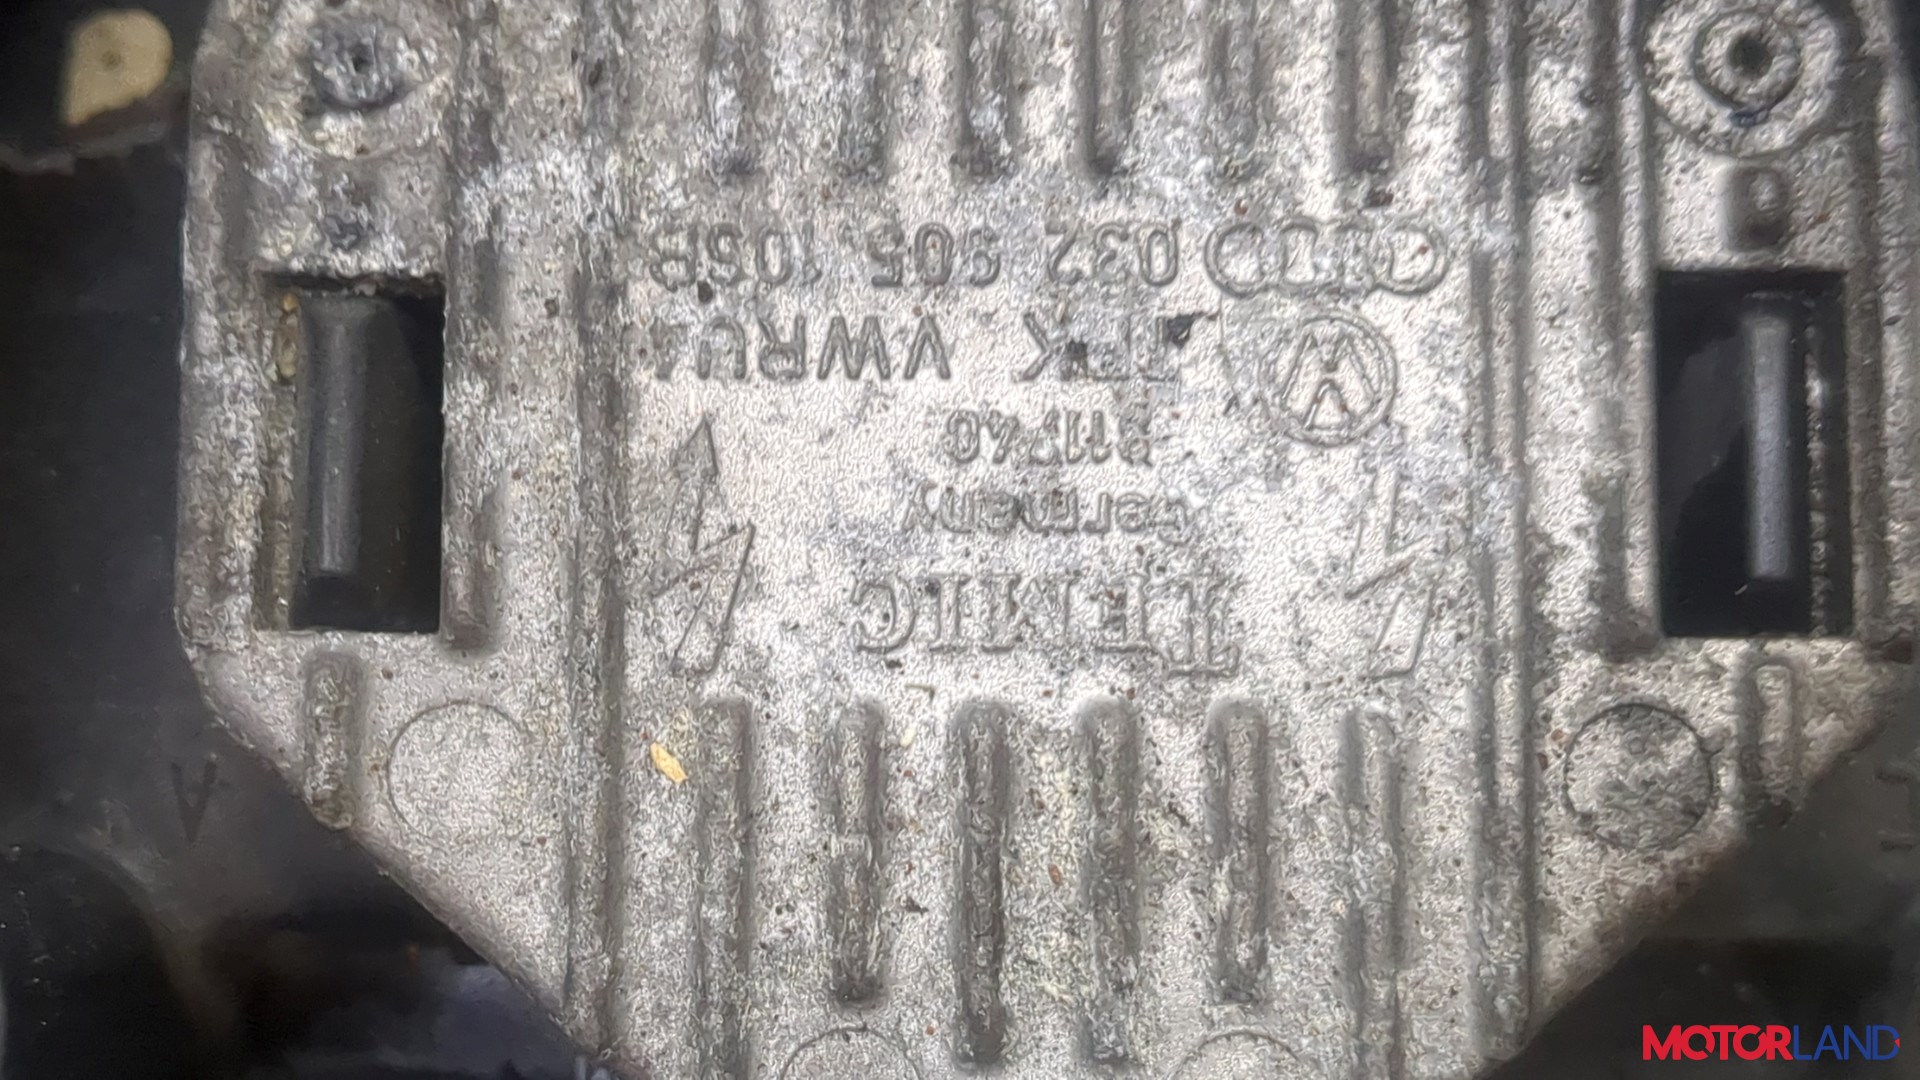 TEMIC
Germany
VWRU4
032 905 106B
A
MOTORLAND